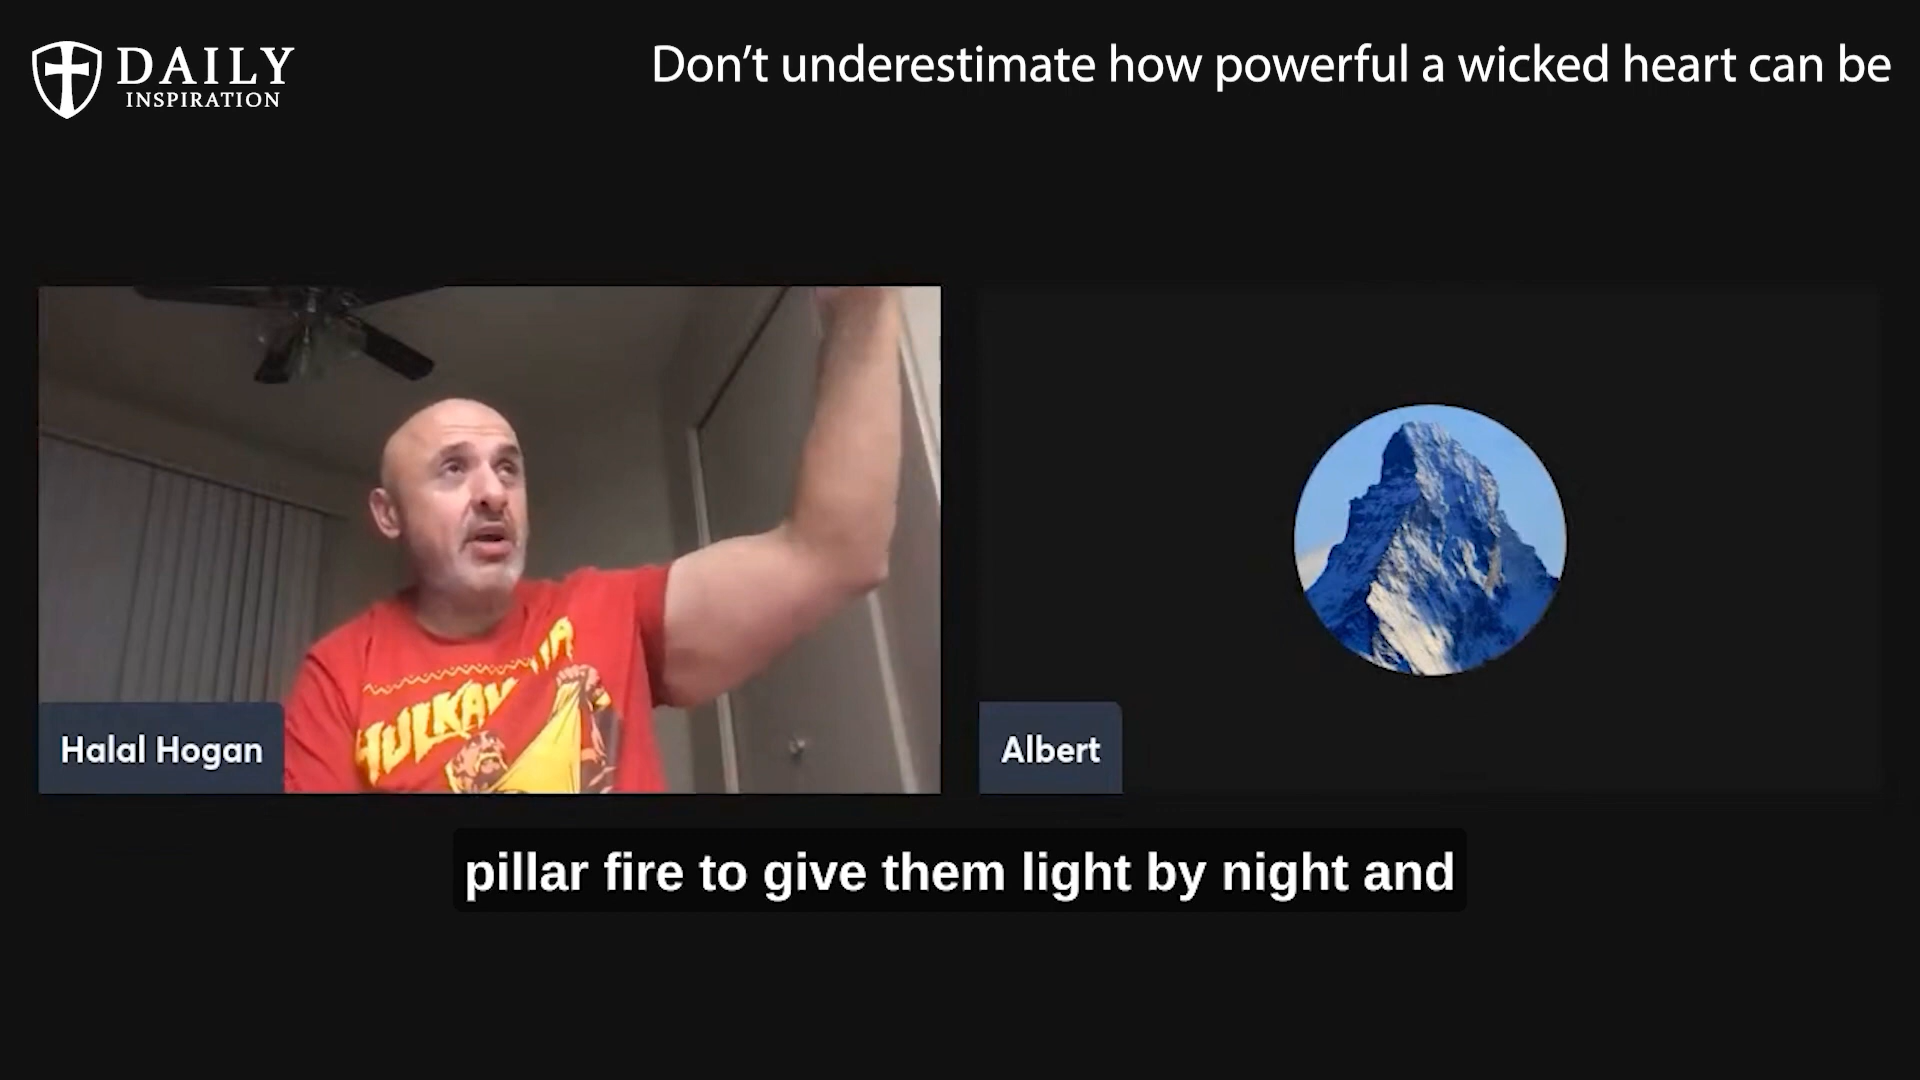 DAILY
INSPIRATION
Don’t underestimate how powerful a wicked heart can be
HULKAMANIA
Halal Hogan
Albert
pillar fire to give them light by night and